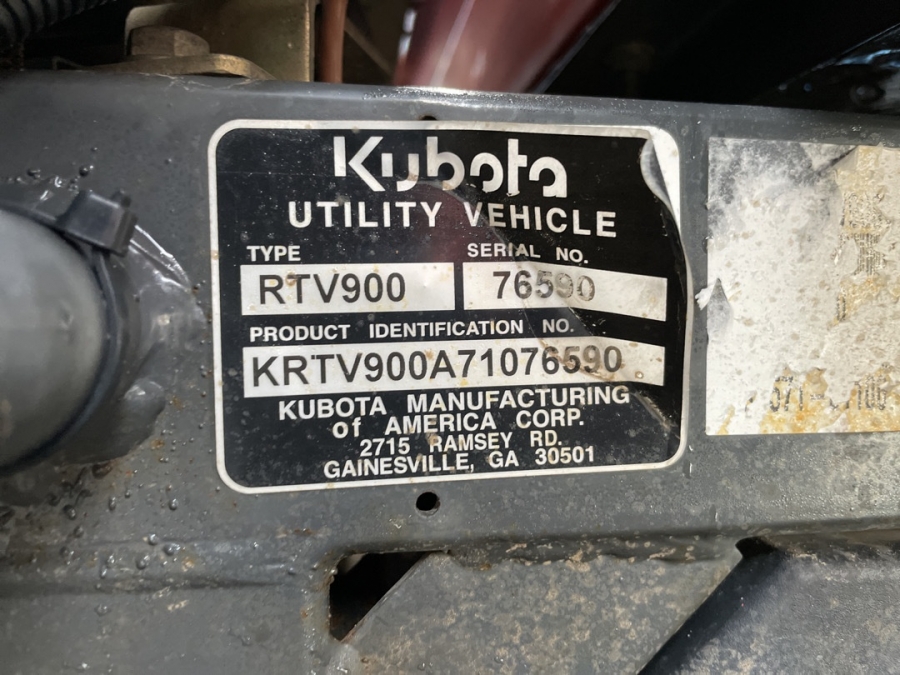 Kubota
UTILITY VEHICLE
TYPE SERIAL NO.
RTV900 76590
PRODUCT IDENTIFICATION NO.
KRTV900A71076590
KUBOTA MANUFACTURING
of AMERICA CORP.
2715 RAMSEY RD.
GAINESVILLE, GA 30501